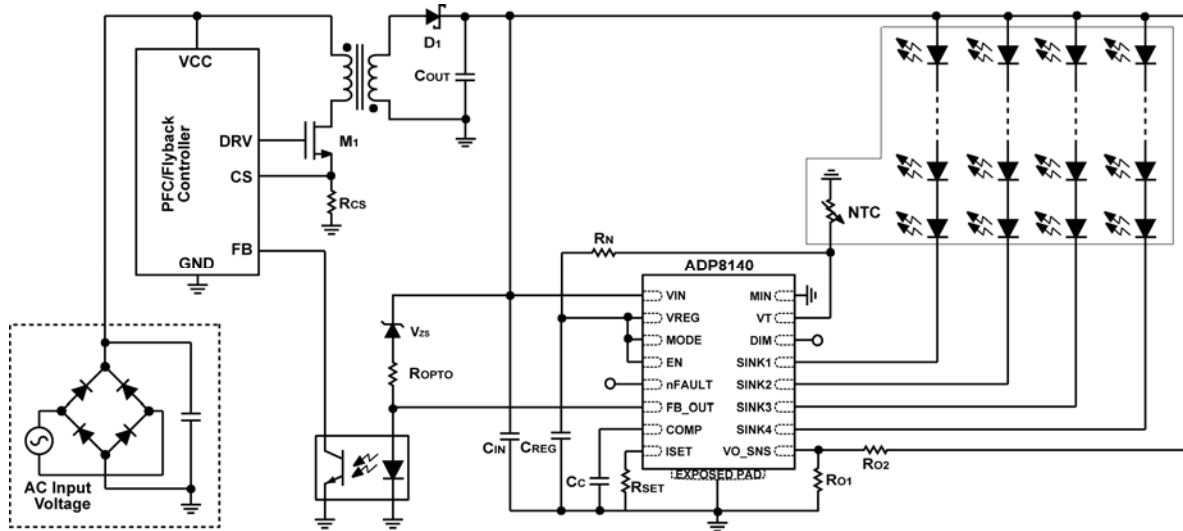 VCC
PFC/Flyback
Controller
DRV
CS
FB
GND
M1
RCS
D1
COUT
NTC
RN
ADP8140
VIN
VREG
MODE
EN
nFAULT
FB_OUT
COMP
ISET
MIN
VT
DIM
SINK1
SINK2
SINK3
SINK4
VO_SNS
EXPOSED PAD
VZS
ROPTO
CIN
CREG
CC
RSET
RO1
RO2
AC Input
Voltage